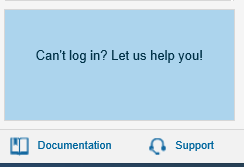 Can't log in? Let us help you!
Documentation Support